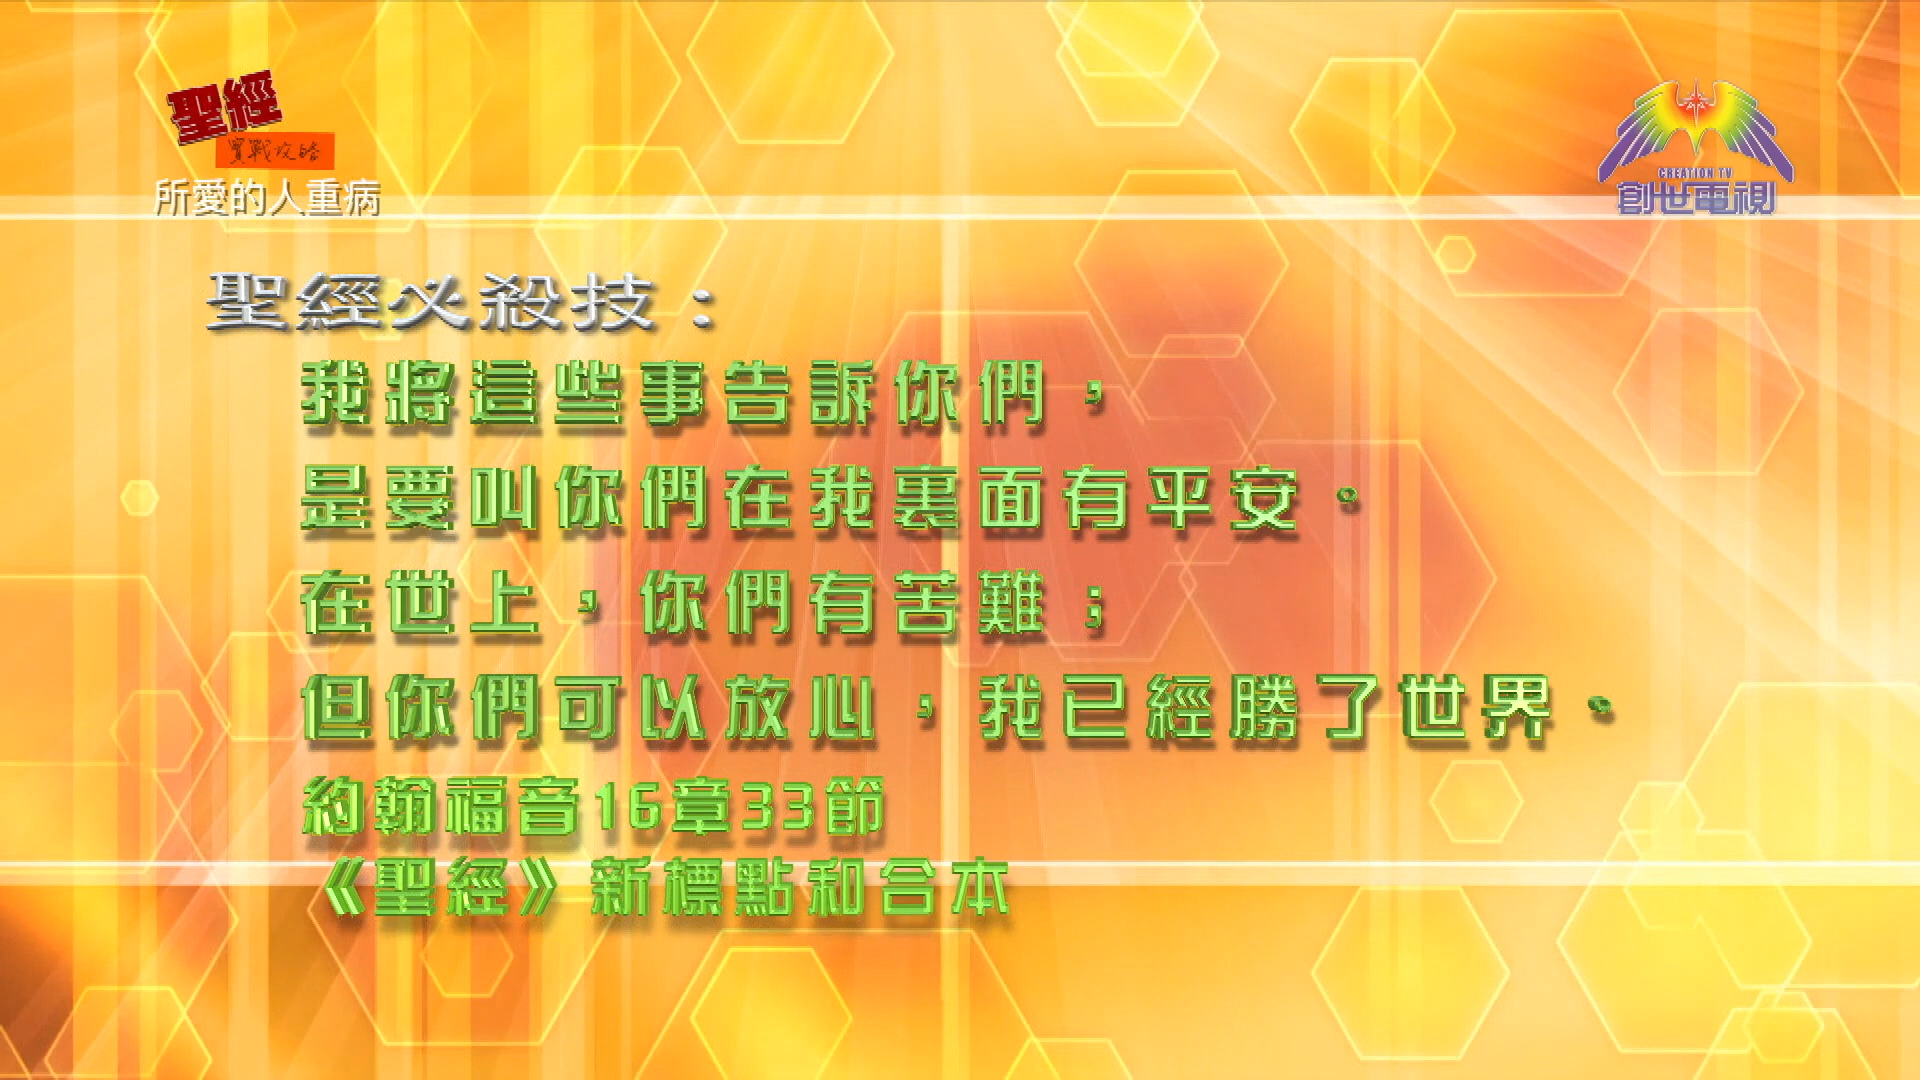 聖經
實戰攻略
所愛的人重病
CREATION TV
創世電視
聖經必殺技：
我將這些事告訴你們，
是要叫你們在我裏面有平安。
在世上，你們有苦難；
但你們可以放心，我已經勝了世界。
約翰福音16章33節
《聖經》新標點和合本